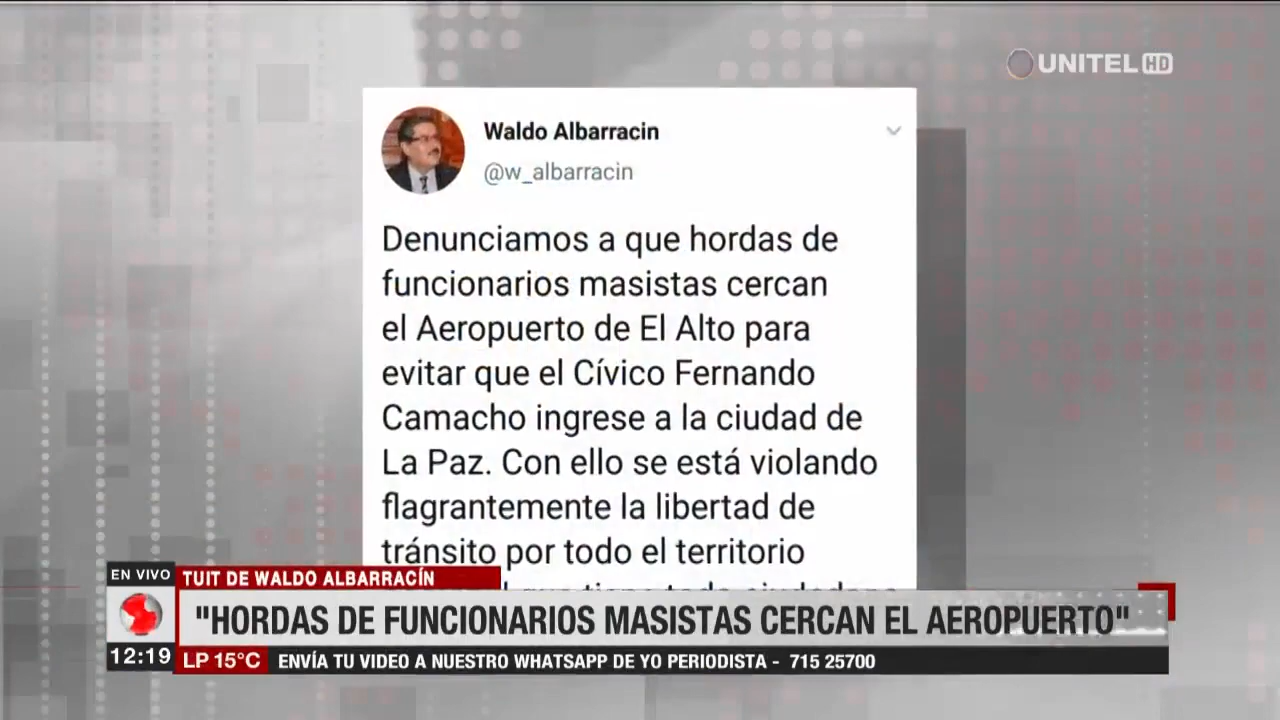 UNITEL HD
Waldo Albarracin
@w_albarracin
Denunciamos a que hordas de
funcionarios masistas cercan
el Aeropuerto de El Alto para
evitar que el Cívico Fernando
Camacho ingrese a la ciudad de
La Paz. Con ello se está violando
flagrantemente la libertad de
tránsito por todo el territorio
EN VIVO
TUIT DE WALDO ALBARRACÍN
"HORDAS DE FUNCIONARIOS MASISTAS CERCAN EL AEROPUERTO"
12:19
LP 15°C
ENVÍA TU VIDEO A NUESTRO WHATSAPP DE YO PERIODISTA - 715 25700